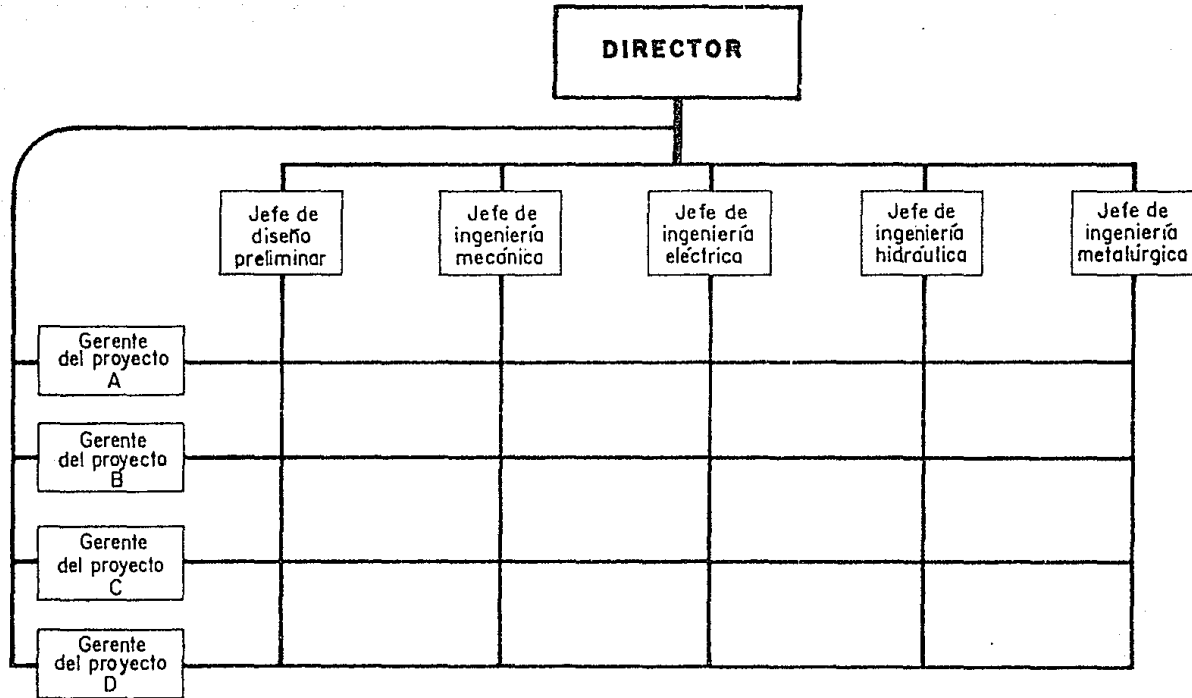 DIRECTOR
Jefe de
diseño
preliminar
Jefe de
ingeniería
mecánica
Jefe de
ingeniería
eléctrica
Jefe de
ingeniería
hidráulica
Jefe de
ingeniería
metalúrgica
Gerente
del proyecto
A
Gerente
del proyecto
B
Gerente
del proyecto
C
Gerente
del proyecto
D